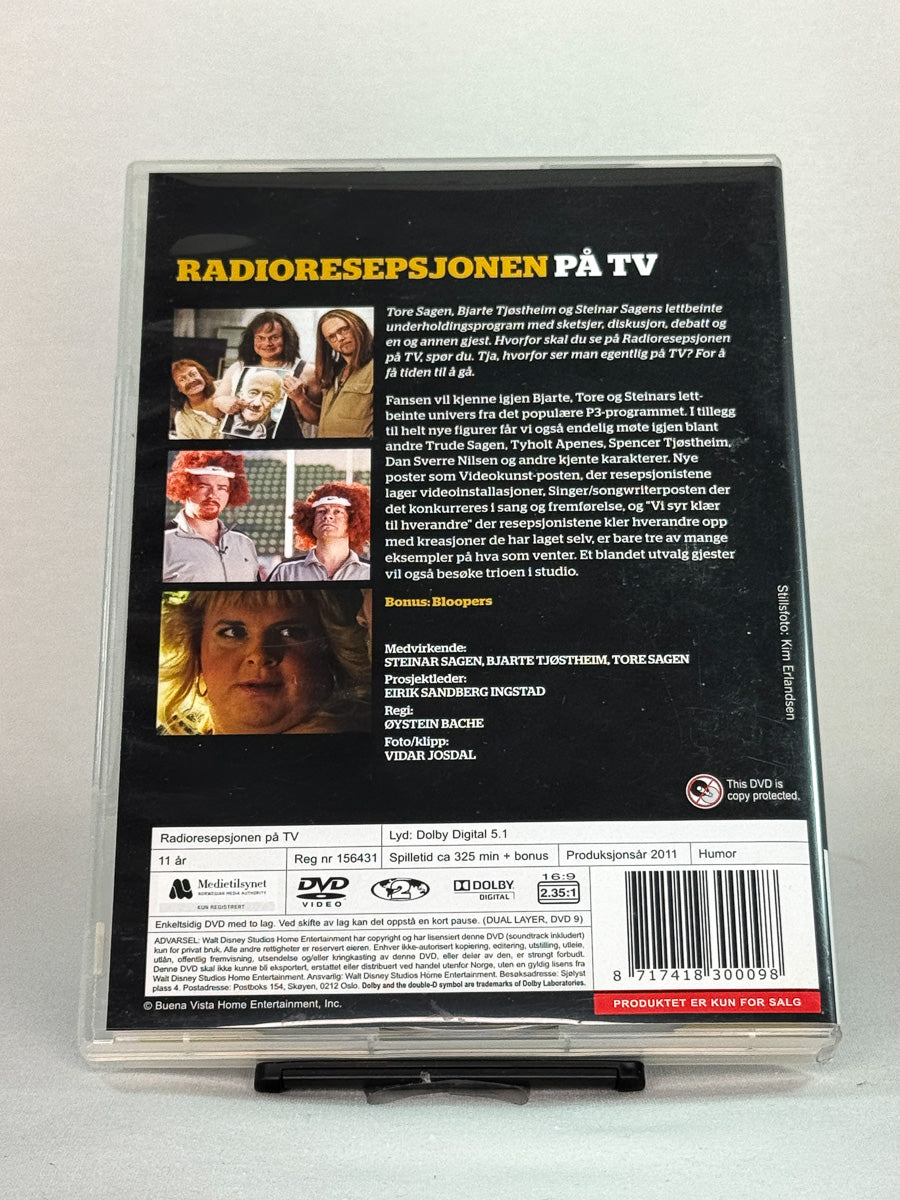 RADIORESEPSJONEN PÅ TV
Tore Sagen, Bjarte Tjøstheim og Steinar Sagens lettbeinte
underholdingsprogram med sketsjer, diskusjon, debatt og
en og annen gjest. Hvorfor skal du se på Radioresepsjonen
på TV, spør du. Tja, hvorfor ser man egentlig på TV? For å
få tiden til å gå.
Fansen vil kjenne igjen Bjarte, Tore og Steinars lett-
beinte univers fra det populære P3-programmet. I tillegg
til helt nye figurer får vi også endelig møte igjen blant
andre Trude Sagen, Tyholt Apenes, Spencer Tjøstheim,
Dan Sverre Nilsen og andre kjente karakterer. Nye
poster som Videokunst-posten, der resepsjonistene
lager videoinstallasjoner, Singer/songwriterposten der
det konkurreres i sang og fremførelse, og "Vi syr klær
til hverandre" der resepsjonistene kler hverandre opp
med kreasjoner de har laget selv, er bare tre av mange
eksempler på hva som venter. Et blandet utvalg gjester
vil også besøke trioen i studio.
Bonus: Bloopers
Medvirkende:
STEINAR SAGEN, BJARTE TJØSTHEIM, TORE SAGEN
Prosjektleder:
EIRIK SANDBERG INGSTAD
Regi:
ØYSTEIN BACHE
Foto/klipp:
VIDAR JOSDAL
Stillsfoto: Kim Erlandsen
This DVD is
copy protected.
Radioresepsjonen på TV
Lyd: Dolby Digital 5.1
11 år
Reg nr 156431
Spilletid ca 325 min + bonus
Produksjonsår 2011
Humor
Medietilsynet
NORWEGIAN MEDIA AUTHORITY
KUN REGISTRERT
DVD
VIDEO
2
DOLBY
DIGITAL
16:9
2.35:1
Enkeltsidig DVD med to lag. Ved skifte av lag kan det oppstå en kort pause. (DUAL LAYER, DVD 9)
ADVARSEL: Walt Disney Studios Home Entertainment har copyright og har lisensiert denne DVD (soundtrack inkludert)
kun for privat bruk. Alle andre rettigheter er reservert eieren. Enhver ikke-autorisert kopiering, editering, utstilling, utleie,
utlån, offentlig fremvisning, utsendelse og/eller kringkasting av denne DVD, eller deler av den, er strengt forbudt.
Denne DVD skal ikke kunne bli eksportert, erstattet eller distribuert ved handel utenfor Norge, uten en gyldig lisens fra
Walt Disney Studios Home Entertainment. Ansvarlig: Walt Disney Studios Home Entertainment. Besøksadresse: Sjølyst
plass 4. Postadresse: Postboks 154, Skøyen, 0212 Oslo. Dolby and the double-D symbol are trademarks of Dolby Laboratories.
8 717418 300098
© Buena Vista Home Entertainment, Inc.
PRODUKTET ER KUN FOR SALG